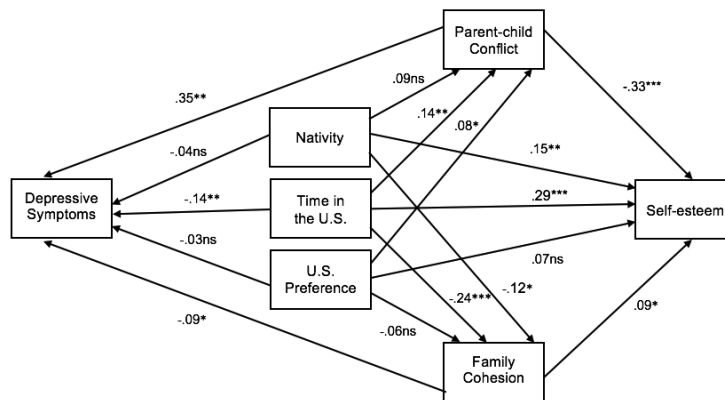 Parent-child
Conflict
.09ns
.35**
-.33***
.14**
.08*
Nativity
-.04ns
.15**
Depressive
Symptoms
-.14**
Time in
the U.S.
.29***
Self-esteem
-.03ns
U.S.
Preference
.07ns
-.24***
-.12*
-.09*
-.06ns
.09*
Family
Cohesion